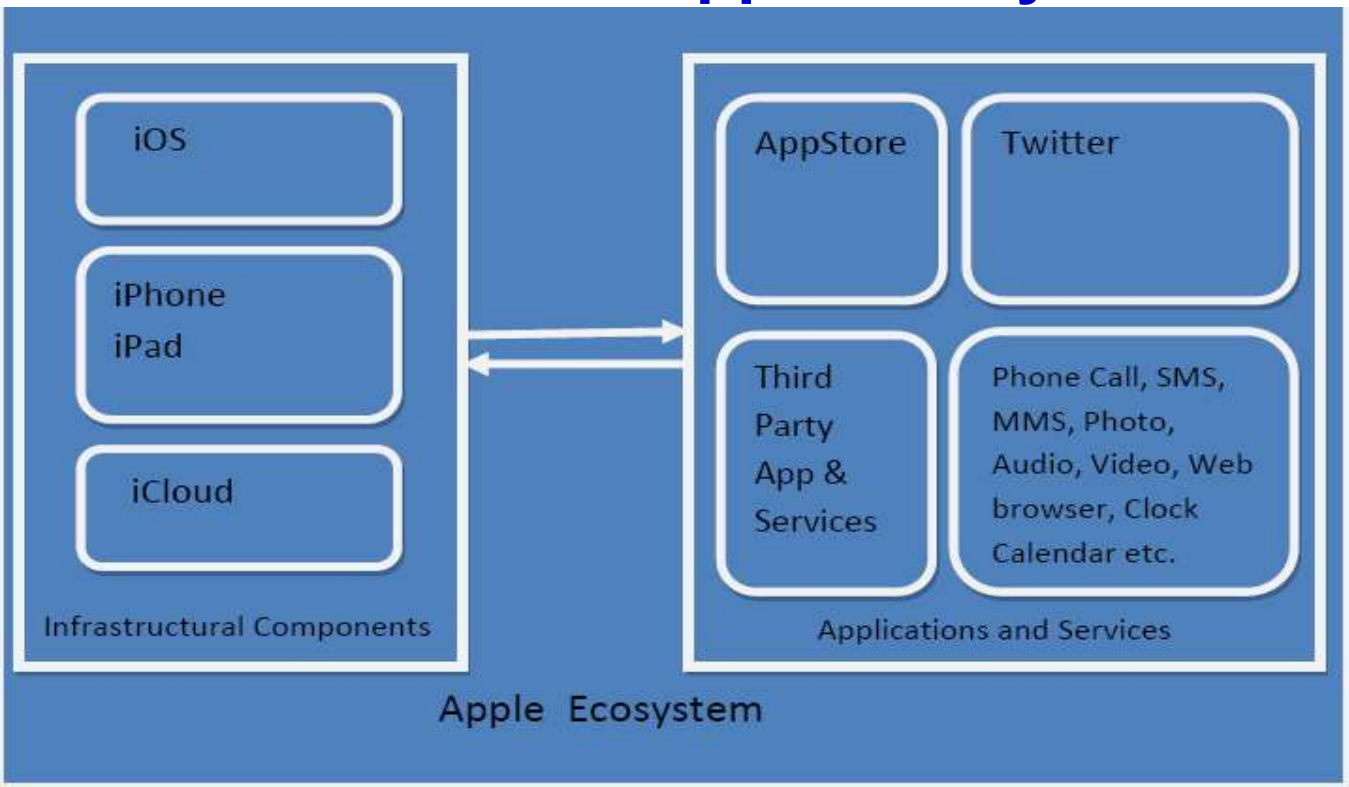 iOS
iPhone
iPad
iCloud
Infrastructural Components
AppStore
Twitter
Third
Party
App &
Services
Phone Call, SMS,
MMS, Photo,
Audio, Video, Web
browser, Clock
Calendar etc.
Applications and Services
Apple Ecosystem